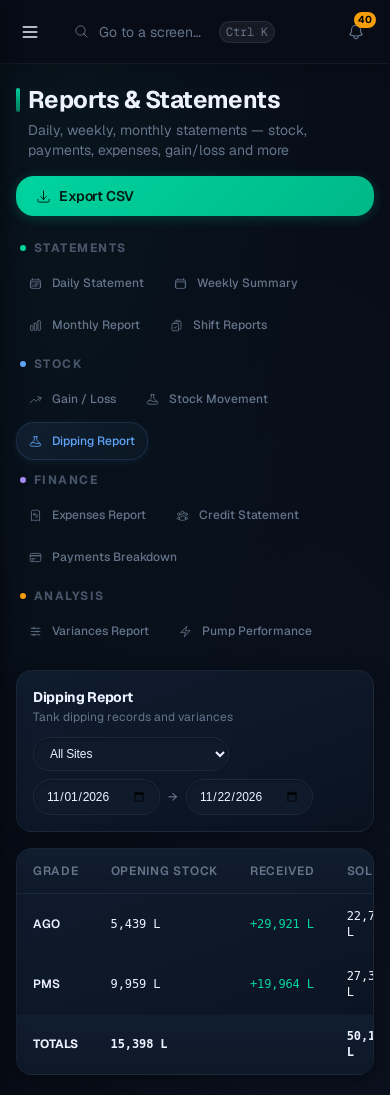 40
Go to a screen... Ctrl K
Reports & Statements
Daily, weekly, monthly statements — stock,
payments, expenses, gain/loss and more
Export CSV
STATEMENTS
Daily Statement Weekly Summary
Monthly Report Shift Reports
STOCK
Gain / Loss Stock Movement
Dipping Report
FINANCE
Expenses Report Credit Statement
Payments Breakdown
ANALYSIS
Variances Report Pump Performance
Dipping Report
Tank dipping records and variances
All Sites
11/01/2026 → 11/22/2026
GRADE OPENING STOCK RECEIVED
AGO 5,439 L +29,921 L
L
PMS 9,959 L +19,964 L
L
TOTALS 15,398 L
L